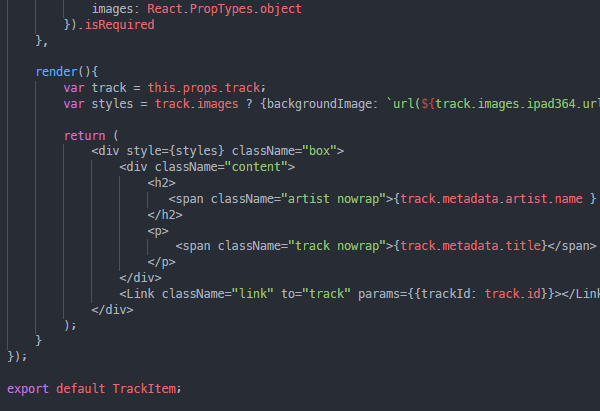 images: React.PropTypes.object
}).isRequired
},
render(){
var track = this.props.track;
var styles = track.images ? {backgroundImage: `url(${track.images.ipad364.url
return (
<div style={styles} className="box">
<div className="content">
<h2>
<span className="artist nowrap">{track.metadata.artist.name }
</h2>
<p>
<span className="track nowrap">{track.metadata.title}</span>
</p>
</div>
<Link className="link" to="track" params={{trackId: track.id}}></Link
</div>
);
}
});
export default TrackItem;